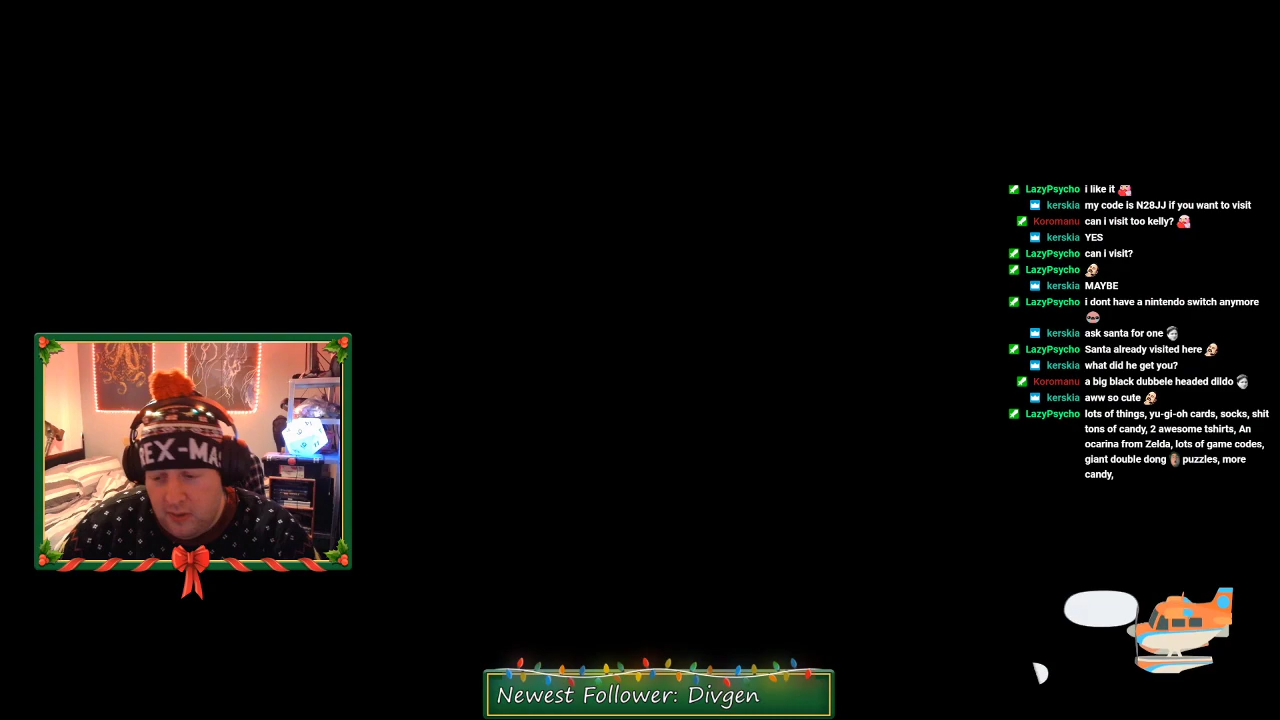 LazyPsycho i like it
kerskia my code is N28JJ if you want to visit
Koromanu can i visit too kelly?
kerskia YES
LazyPsycho can i visit?
LazyPsycho
kerskia MAYBE
LazyPsycho i dont have a nintendo switch anymore
kerskia ask santa for one
LazyPsycho Santa already visited here
kerskia what did he get you?
Koromanu a big black dubbele headed dildo
kerskia aww so cute
LazyPsycho lots of things, yu-gi-oh cards, socks, shit
tons of candy, 2 awesome tshirts, An
ocarina from Zelda, lots of game codes,
giant double dong puzzles, more
candy,
REX-MAS
Newest Follower: Divgen